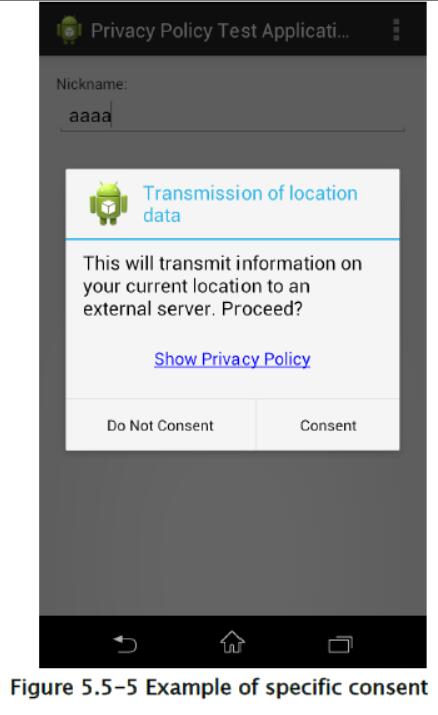 Privacy Policy Test Applicati...
Nickname:
aaaa
Transmission of location
data
This will transmit information on
your current location to an
external server. Proceed?
Show Privacy Policy
Do Not Consent
Consent
Figure 5.5-5 Example of specific consent